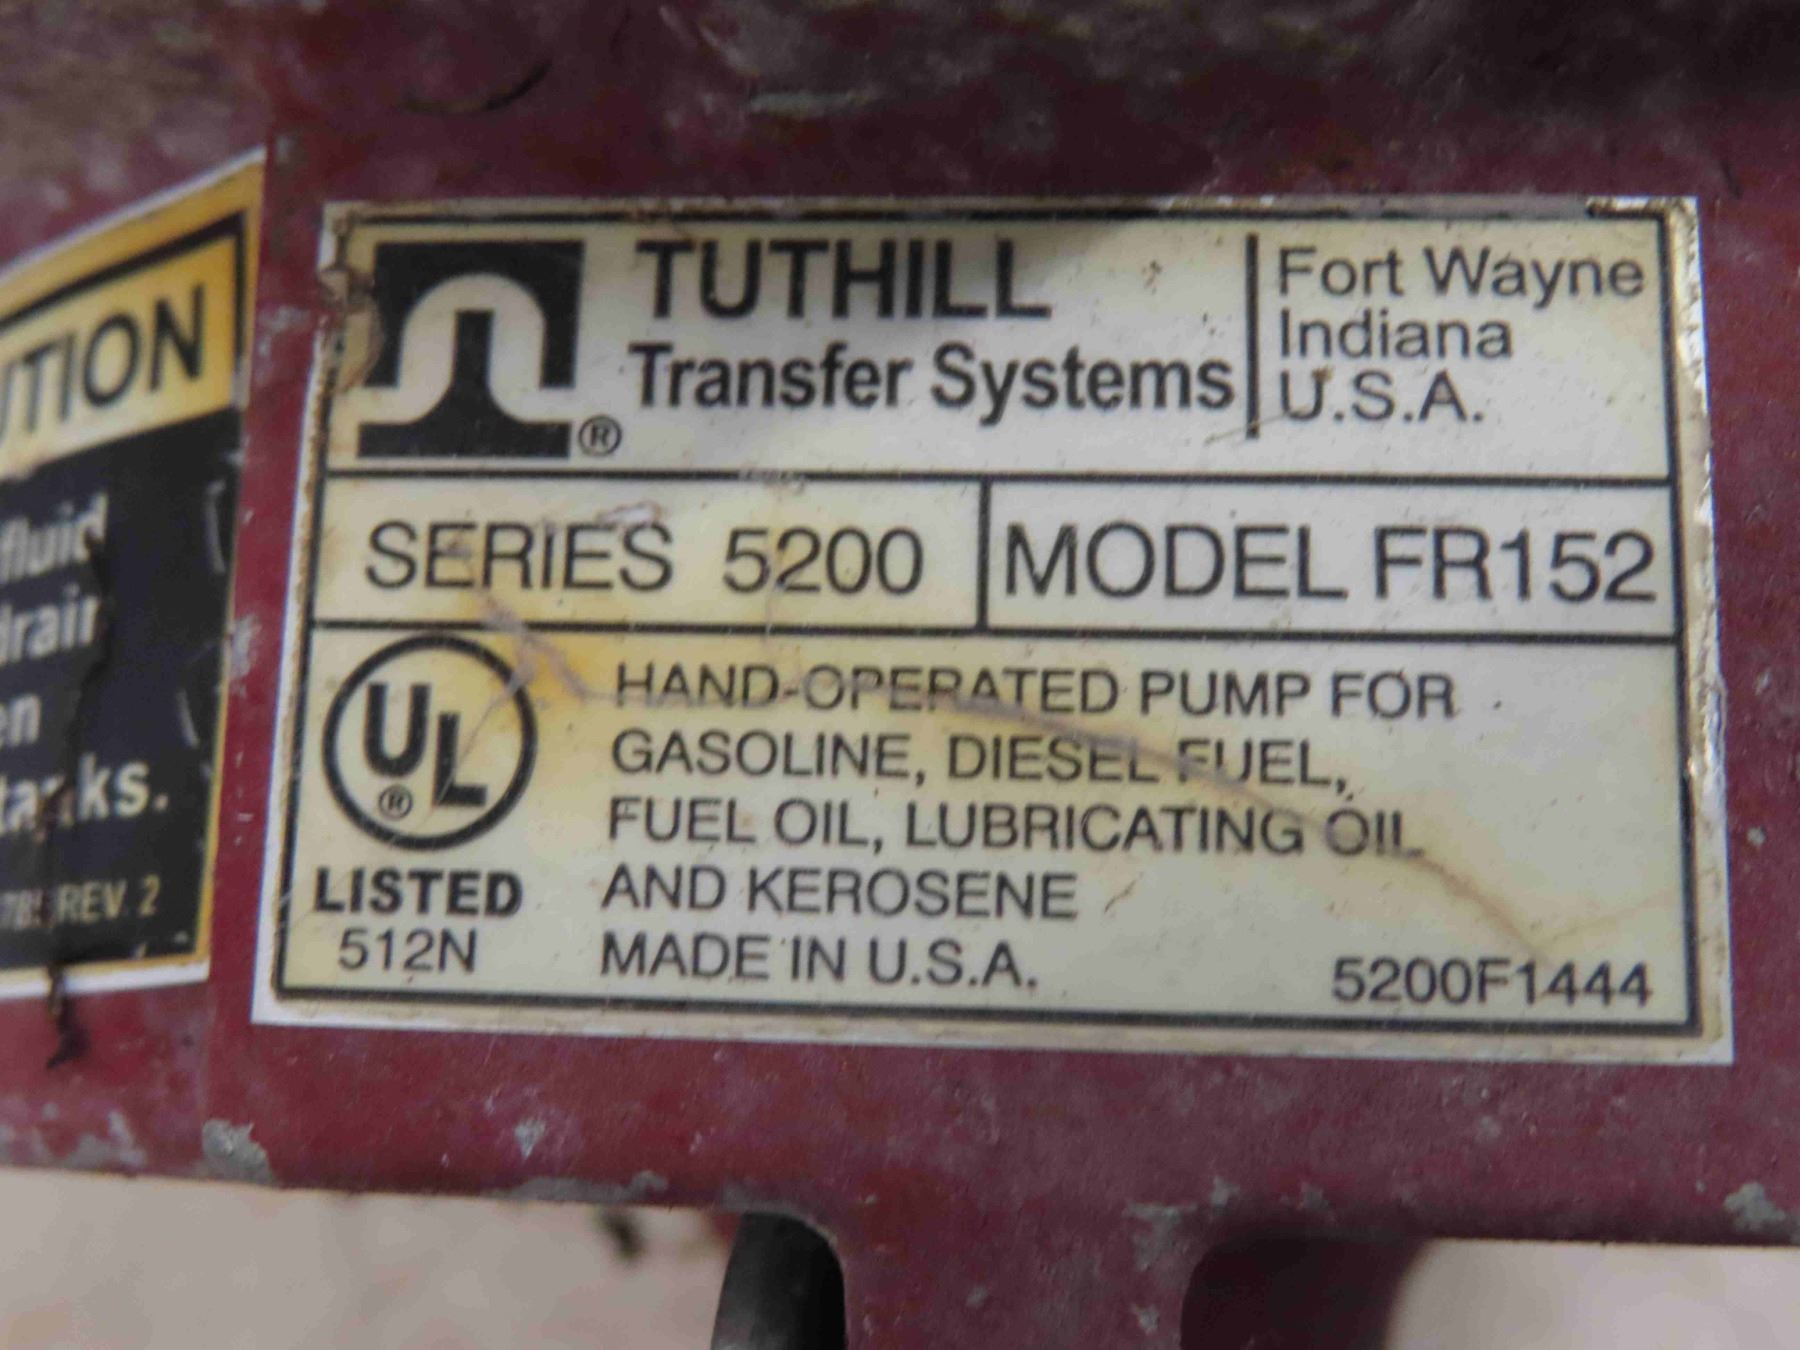 TUTHILL
Transfer Systems
®
Fort Wayne
Indiana
U.S.A.
SERIES 5200
MODEL FR152
UL
®
LISTED
512N
HAND-OPERATED PUMP FOR
GASOLINE, DIESEL FUEL,
FUEL OIL, LUBRICATING OIL
AND KEROSENE
MADE IN U.S.A.
5200F1444
fluid
REV. 2